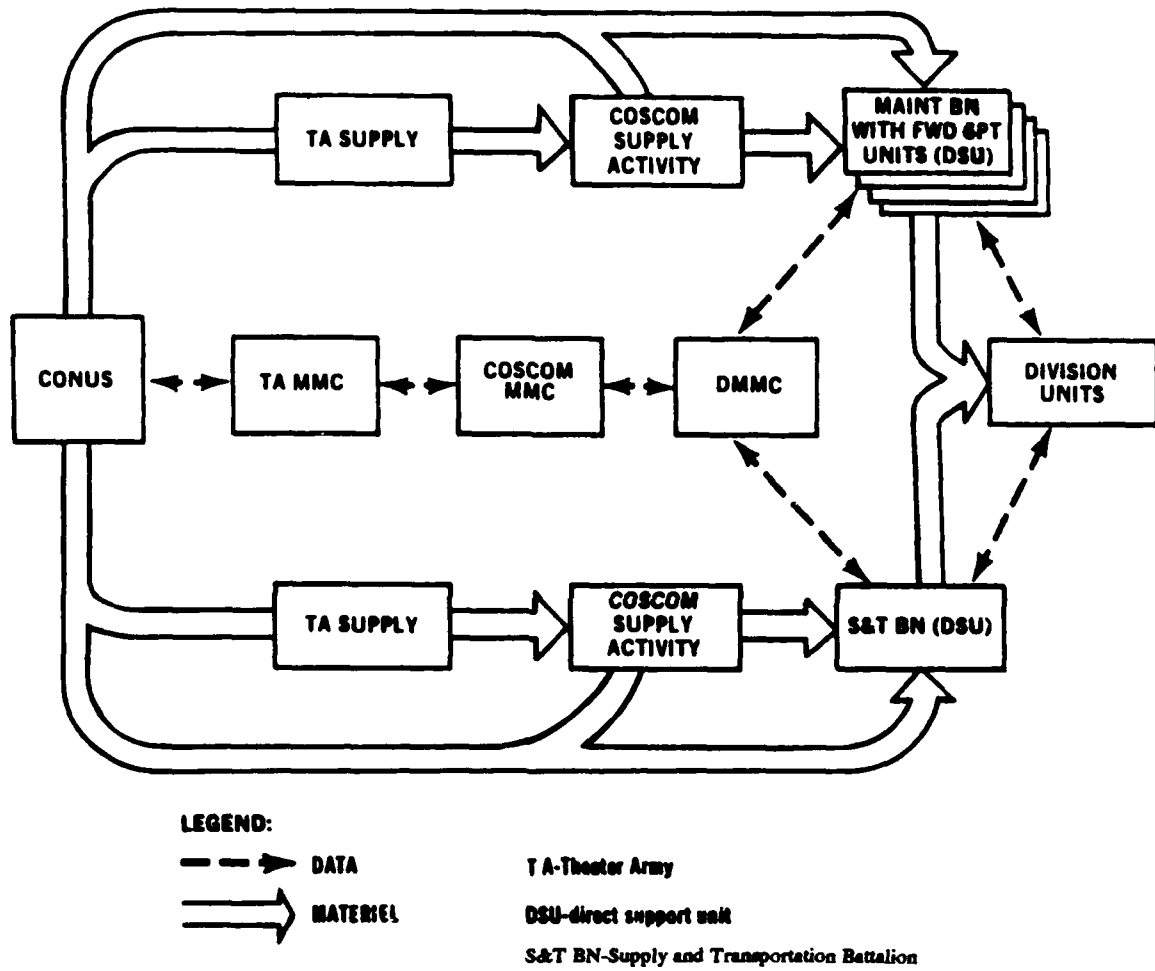 TA SUPPLY
COSCOM
SUPPLY
ACTIVITY
MAINT BN
WITH FWD SPT
UNITS (DSU)
CONUS
TA MMC
COSCOM
MMC
DMMC
DIVISION
UNITS
TA SUPPLY
COSCOM
SUPPLY
ACTIVITY
S&T BN (DSU)
LEGEND:
DATA
TA-Theater Army
MATERIEL
DSU-direct support unit
S&T BN-Supply and Transportation Battalion